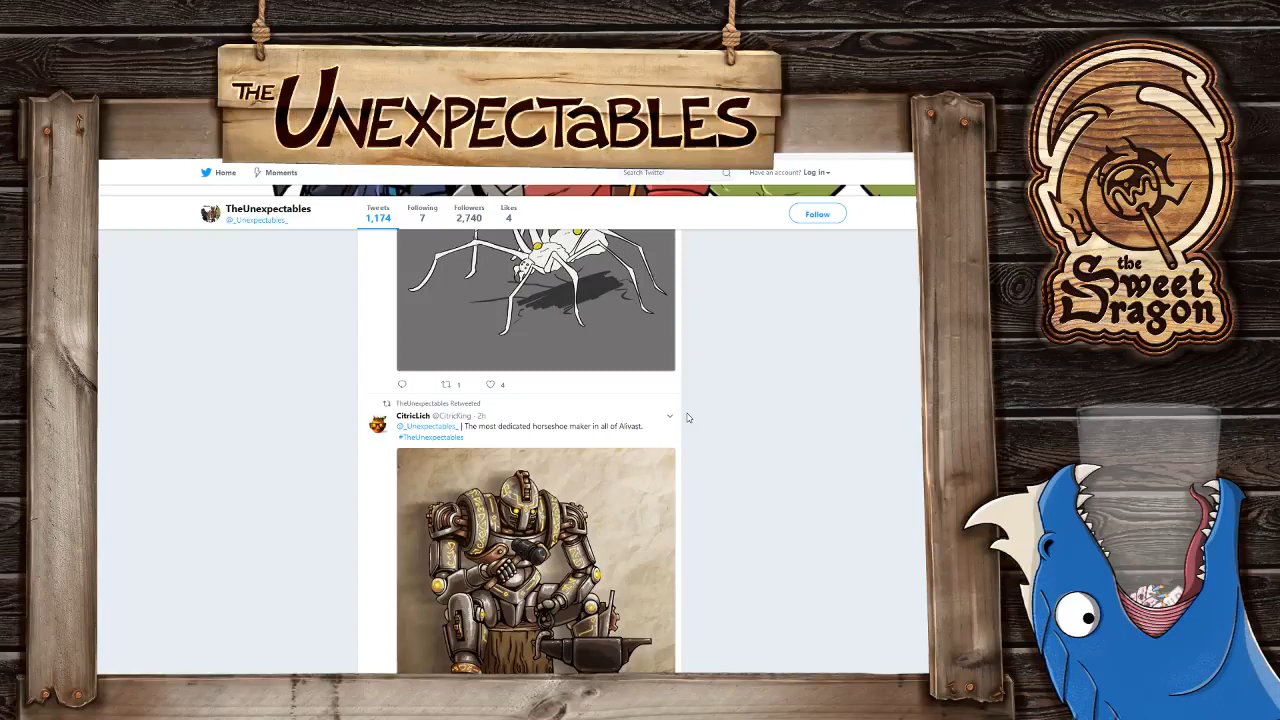 THE UNEXPECTABLES
Home Moments Search Twitter Have an account? Log in
TheUnexpectables
@_Unexpectables_
Tweets Following Followers Likes
1,174 7 2,740 4
Follow
1 4
TheUnexpectables Retweeted
CitricLich @CitricKing · 2h
@_Unexpectables_ | The most dedicated horseshoe maker in all of Alivast.
#TheUnexpectables
the
Sweet
Dragon